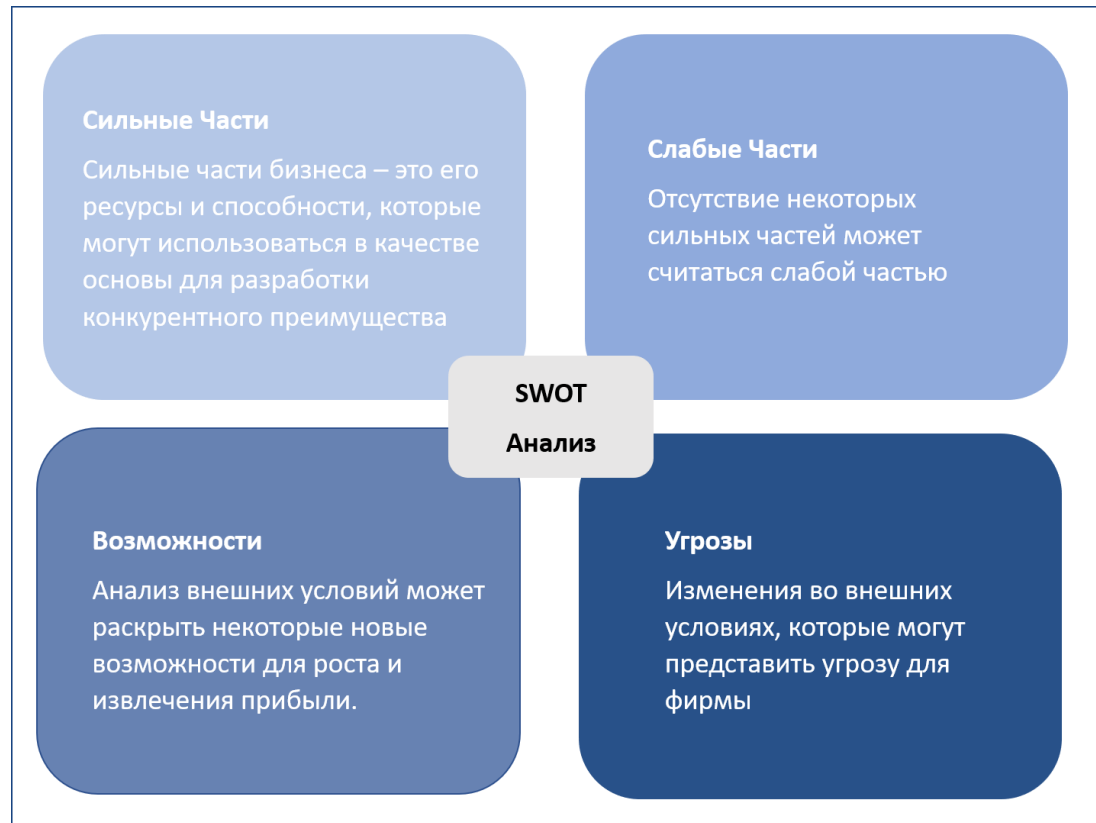 Сильные Части
Сильные части бизнеса – это его
ресурсы и способности, которые
могут использоваться в качестве
основы для разработки
конкурентного преимущества
Слабые Части
Отсутствие некоторых
сильных частей может
считаться слабой частью
SWOT
Анализ
Возможности
Анализ внешних условий может
раскрыть некоторые новые
возможности для роста и
извлечения прибыли.
Угрозы
Изменения во внешних
условиях, которые могут
представить угрозу для
фирмы